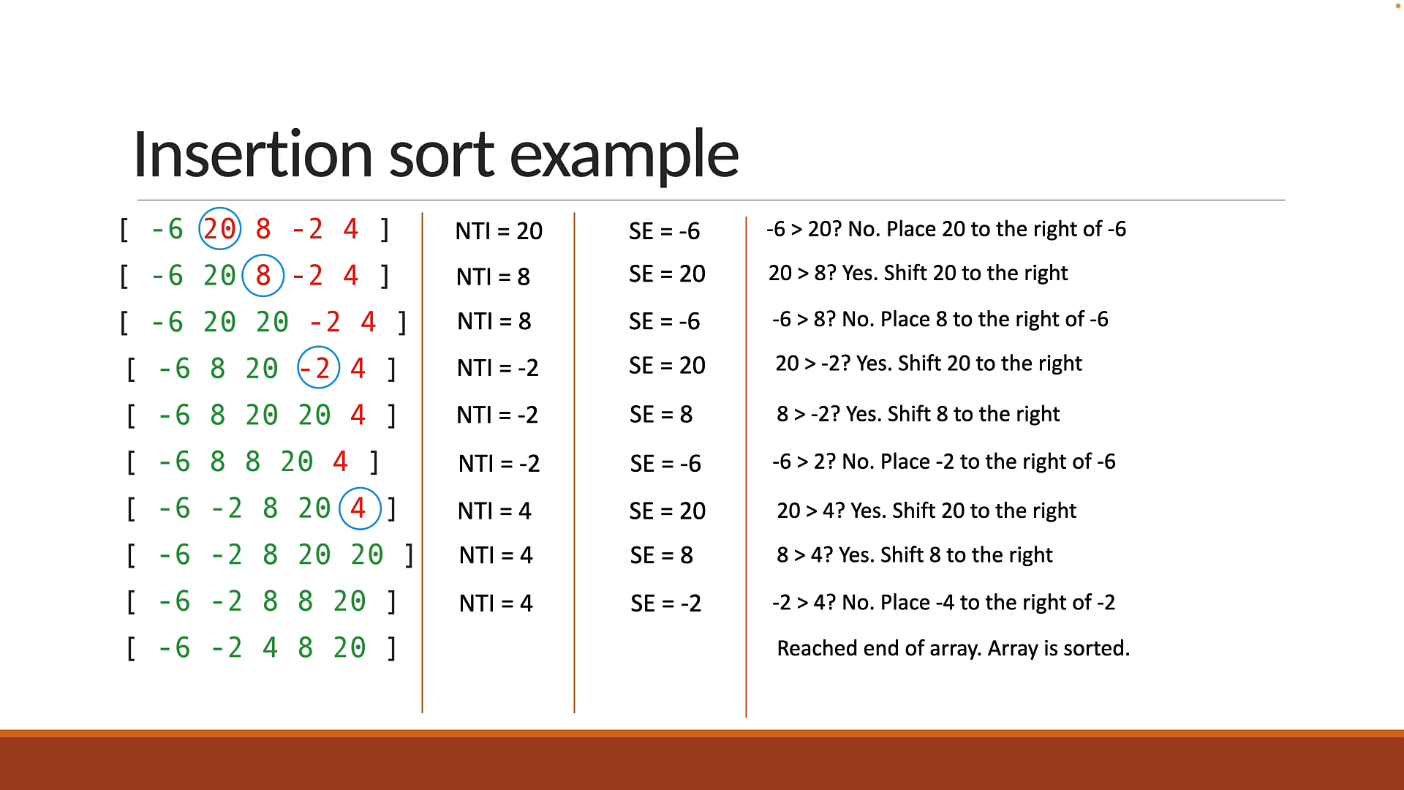 Insertion sort example
[ -6 20 8 -2 4 ] NTI = 20 SE = -6 -6 > 20? No. Place 20 to the right of -6
[ -6 20 8 -2 4 ] NTI = 8 SE = 20 20 > 8? Yes. Shift 20 to the right
[ -6 20 20 -2 4 ] NTI = 8 SE = -6 -6 > 8? No. Place 8 to the right of -6
[ -6 8 20 -2 4 ] NTI = -2 SE = 20 20 > -2? Yes. Shift 20 to the right
[ -6 8 20 20 4 ] NTI = -2 SE = 8 8 > -2? Yes. Shift 8 to the right
[ -6 8 8 20 4 ] NTI = -2 SE = -6 -6 > 2? No. Place -2 to the right of -6
[ -6 -2 8 20 4 ] NTI = 4 SE = 20 20 > 4? Yes. Shift 20 to the right
[ -6 -2 8 20 20 ] NTI = 4 SE = 8 8 > 4? Yes. Shift 8 to the right
[ -6 -2 8 8 20 ] NTI = 4 SE = -2 -2 > 4? No. Place -4 to the right of -2
[ -6 -2 4 8 20 ] Reached end of array. Array is sorted.